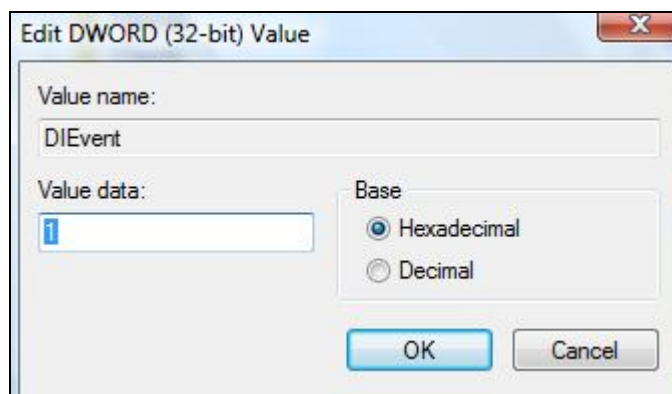 Edit DWORD (32-bit) Value
Value name:
DIEvent
Value data:
1
Base
Hexadecimal
Decimal
OK
Cancel